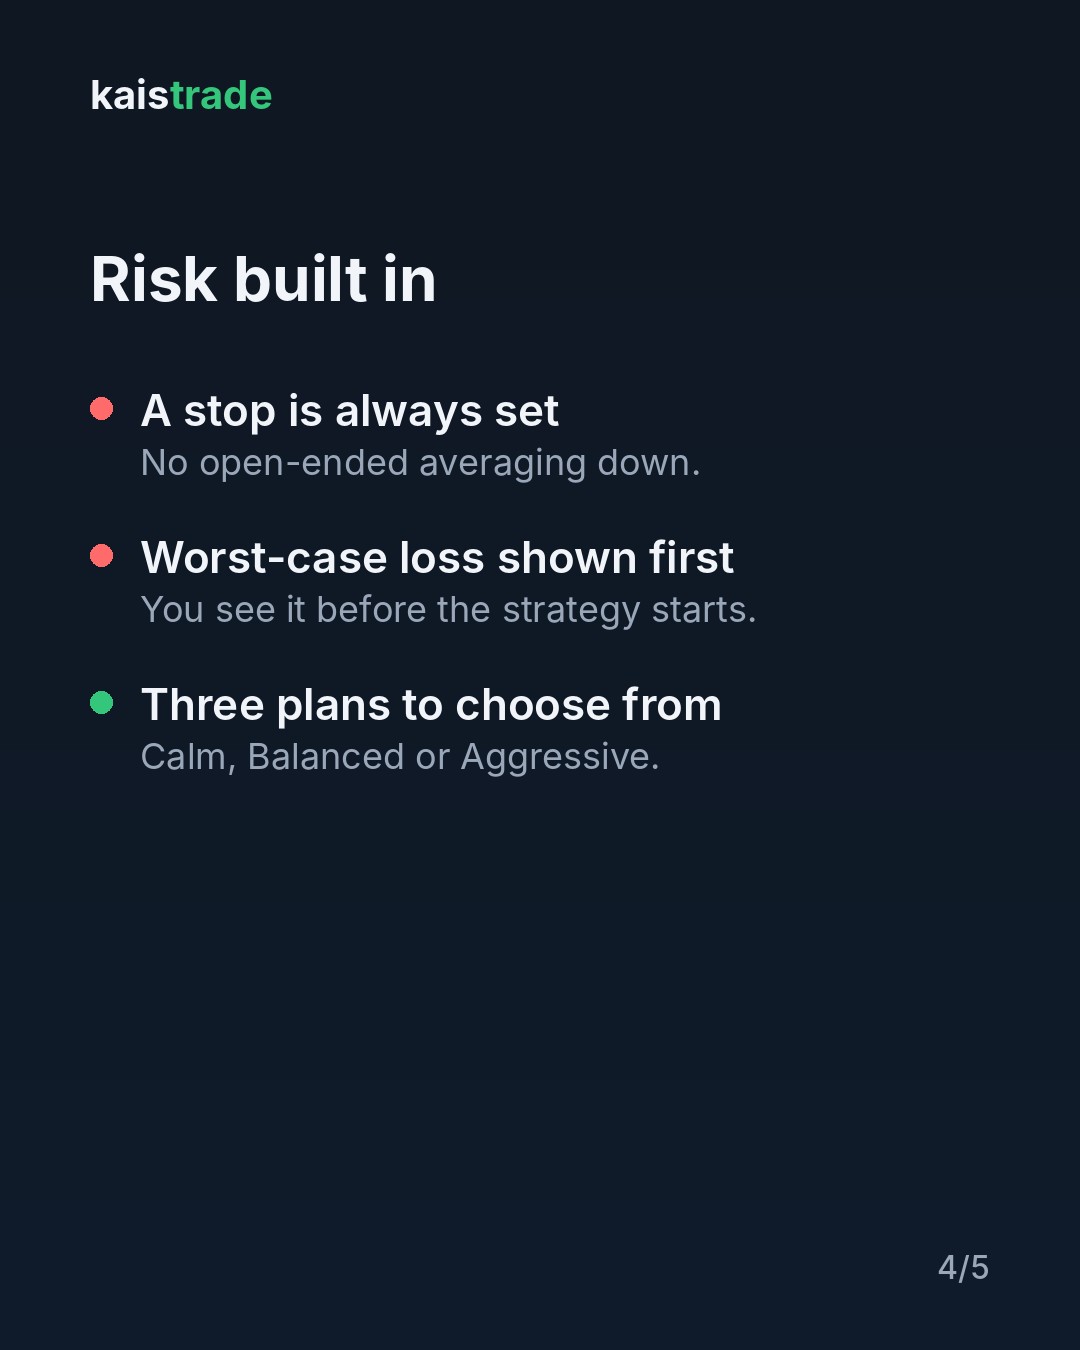 kaistrade
Risk built in
A stop is always set
No open-ended averaging down.
Worst-case loss shown first
You see it before the strategy starts.
Three plans to choose from
Calm, Balanced or Aggressive.
4/5